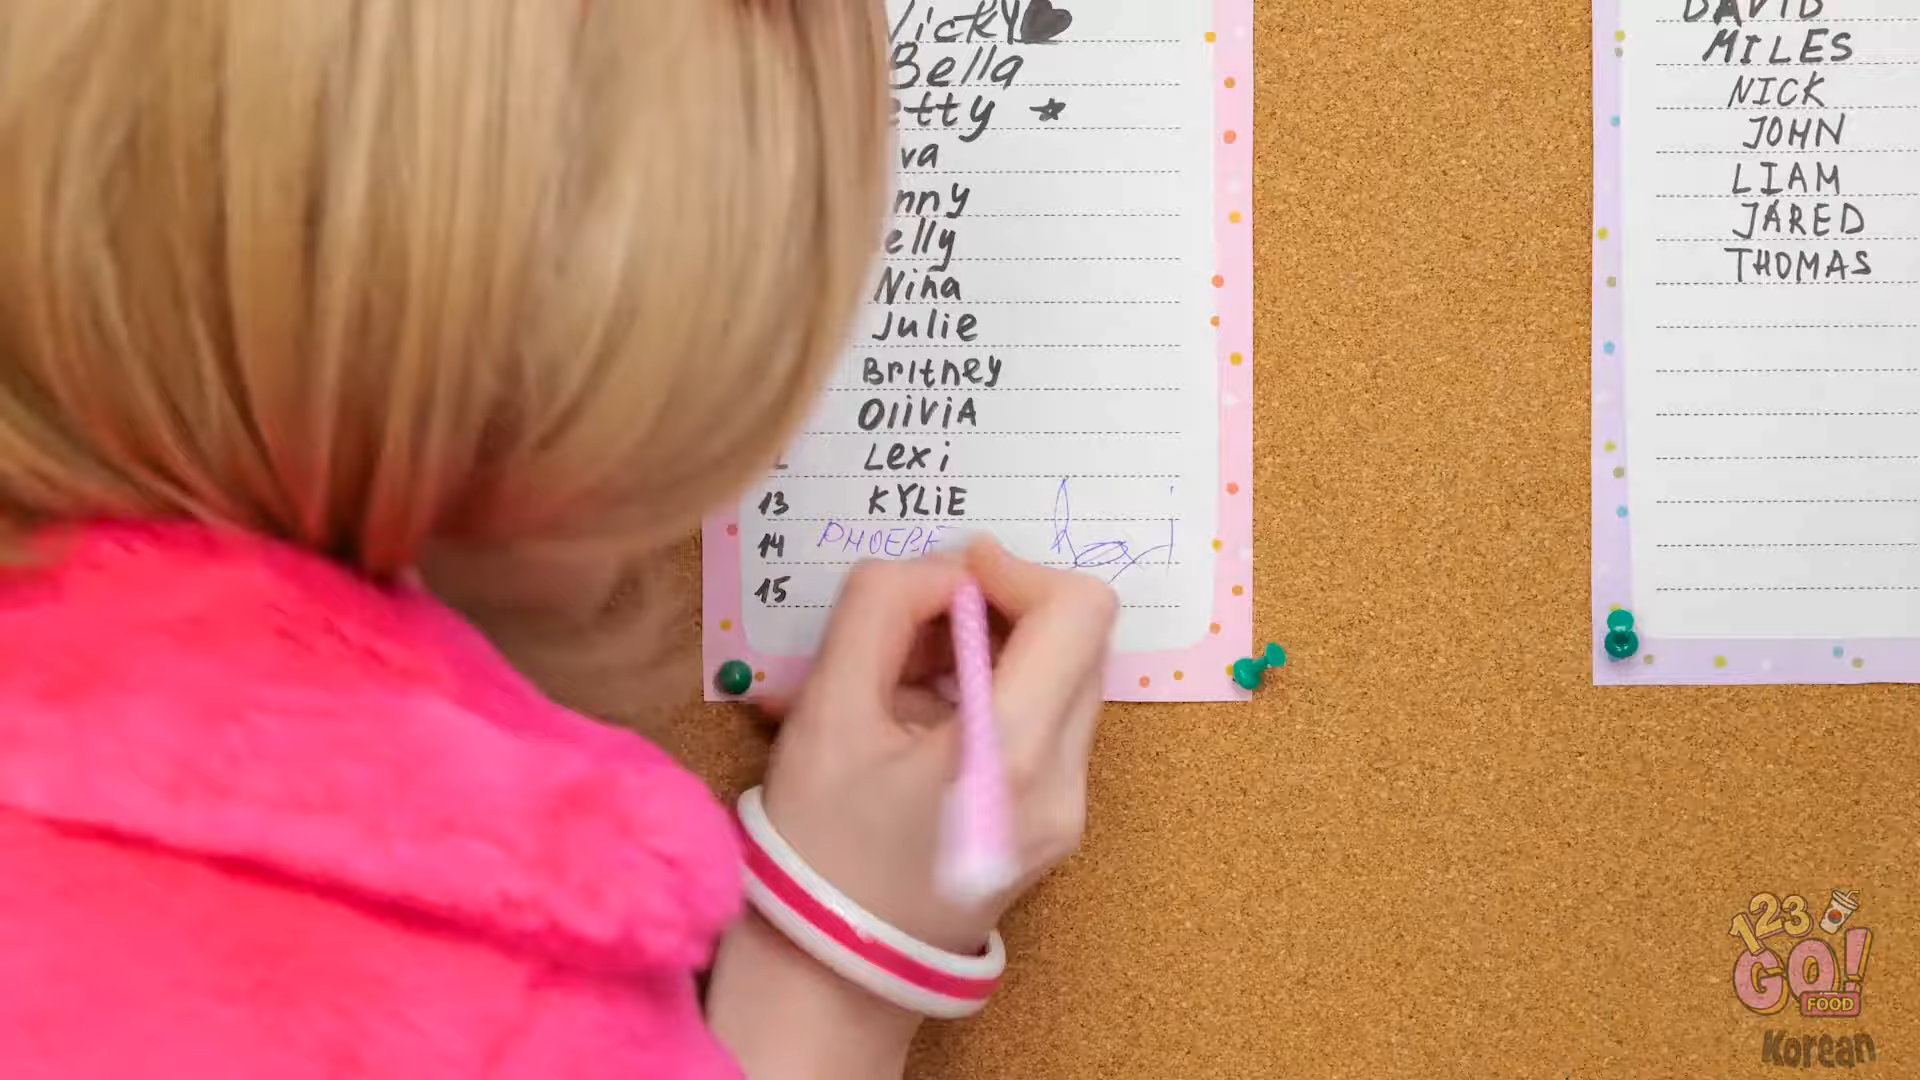 Vicky
Bella
etty
va
nny
elly
Nina
Julie
Britney
OliviA
Lexi
13 KYLiE
14 PHOEBE
15
DAVID
MILES
NICK
JOHN
LIAM
JARED
THOMAS
123
GO!
FOOD
Korean